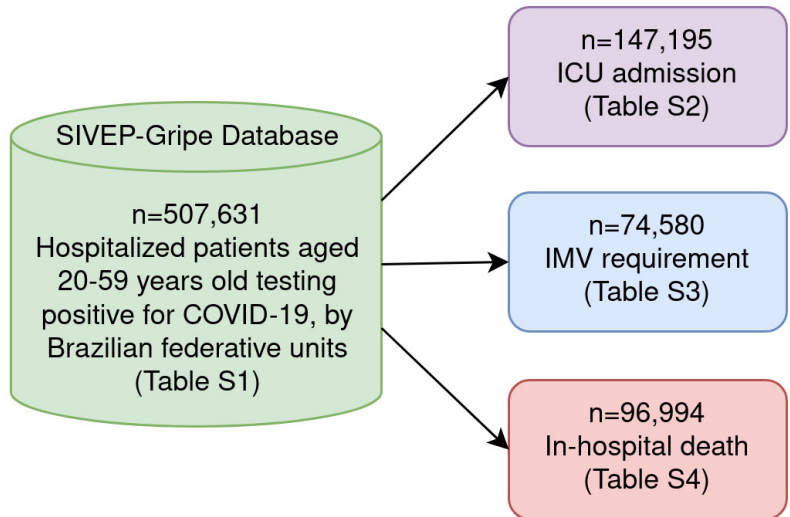 SIVEP-Gripe Database
n=507,631
Hospitalized patients aged
20-59 years old testing
positive for COVID-19, by
Brazilian federative units
(Table S1)
n=147,195
ICU admission
(Table S2)
n=74,580
IMV requirement
(Table S3)
n=96,994
In-hospital death
(Table S4)